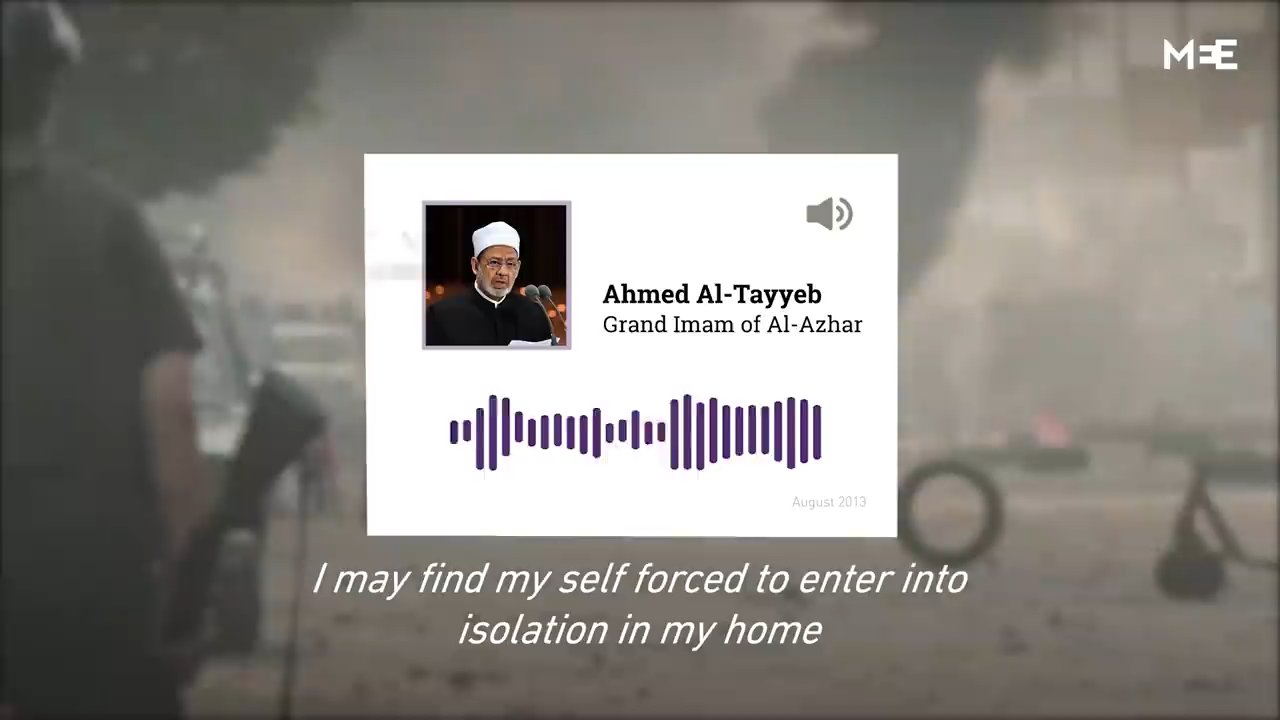 MEE
Ahmed Al-Tayyeb
Grand Imam of Al-Azhar
August 2013
I may find my self forced to enter into
isolation in my home